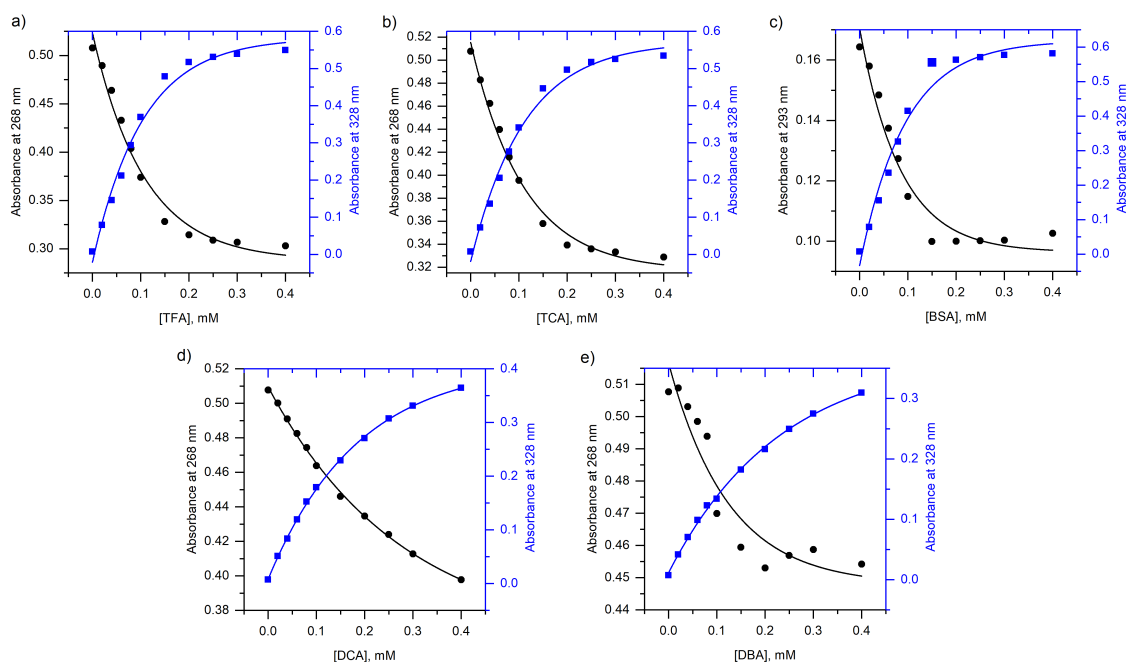 a)
Absorbance at 268 nm
0.50
0.45
0.40
0.35
0.30
0.6
0.5
0.4
0.3
0.2
0.1
0.0
Absorbance at 328 nm
0.0 0.1 0.2 0.3 0.4
[TFA], mM
b)
Absorbance at 268 nm
0.52
0.50
0.48
0.46
0.44
0.42
0.40
0.38
0.36
0.34
0.32
0.6
0.5
0.4
0.3
0.2
0.1
0.0
Absorbance at 328 nm
0.0 0.1 0.2 0.3 0.4
[TCA], mM
c)
Absorbance at 293 nm
0.16
0.14
0.12
0.10
0.6
0.5
0.4
0.3
0.2
0.1
0.0
Absorbance at 328 nm
0.0 0.1 0.2 0.3 0.4
[BSA], mM
d)
Absorbance at 268 nm
0.52
0.50
0.48
0.46
0.44
0.42
0.40
0.38
0.4
0.3
0.2
0.1
0.0
Absorbance at 328 nm
0.0 0.1 0.2 0.3 0.4
[DCA], mM
e)
Absorbance at 268 nm
0.51
0.50
0.49
0.48
0.47
0.46
0.45
0.44
0.3
0.2
0.1
0.0
Absorbance at 328 nm
0.0 0.1 0.2 0.3 0.4
[DBA], mM